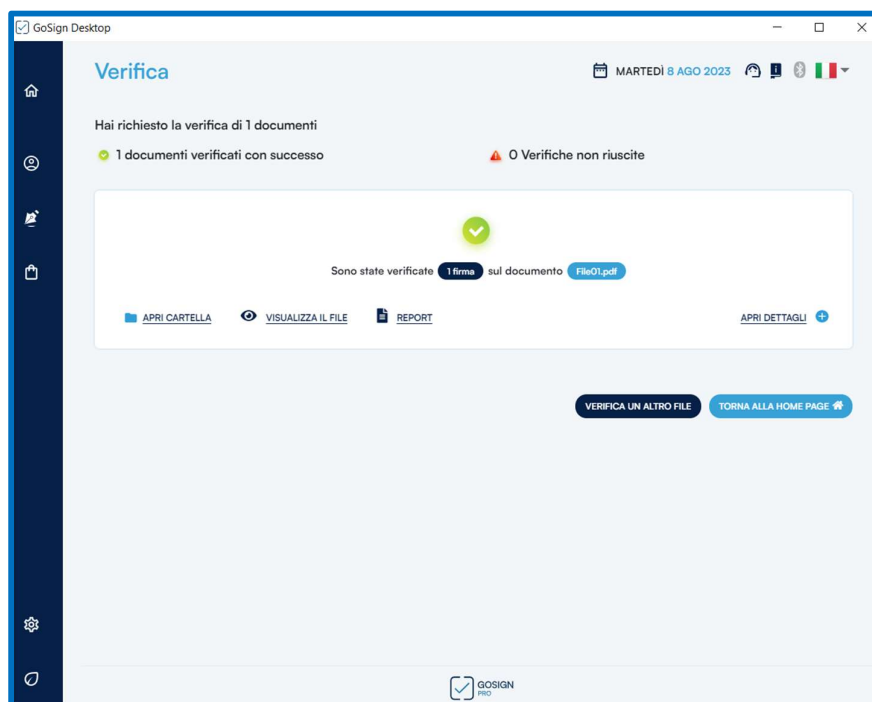 GoSign Desktop
Verifica
MARTEDÌ 8 AGO 2023
Hai richiesto la verifica di 1 documenti
1 documenti verificati con successo
0 Verifiche non riuscite
Sono state verificate 1 firma sul documento File01.pdf
APRI CARTELLA
VISUALIZZA IL FILE
REPORT
APRI DETTAGLI
VERIFICA UN ALTRO FILE
TORNA ALLA HOME PAGE
GOSIGN
PRO